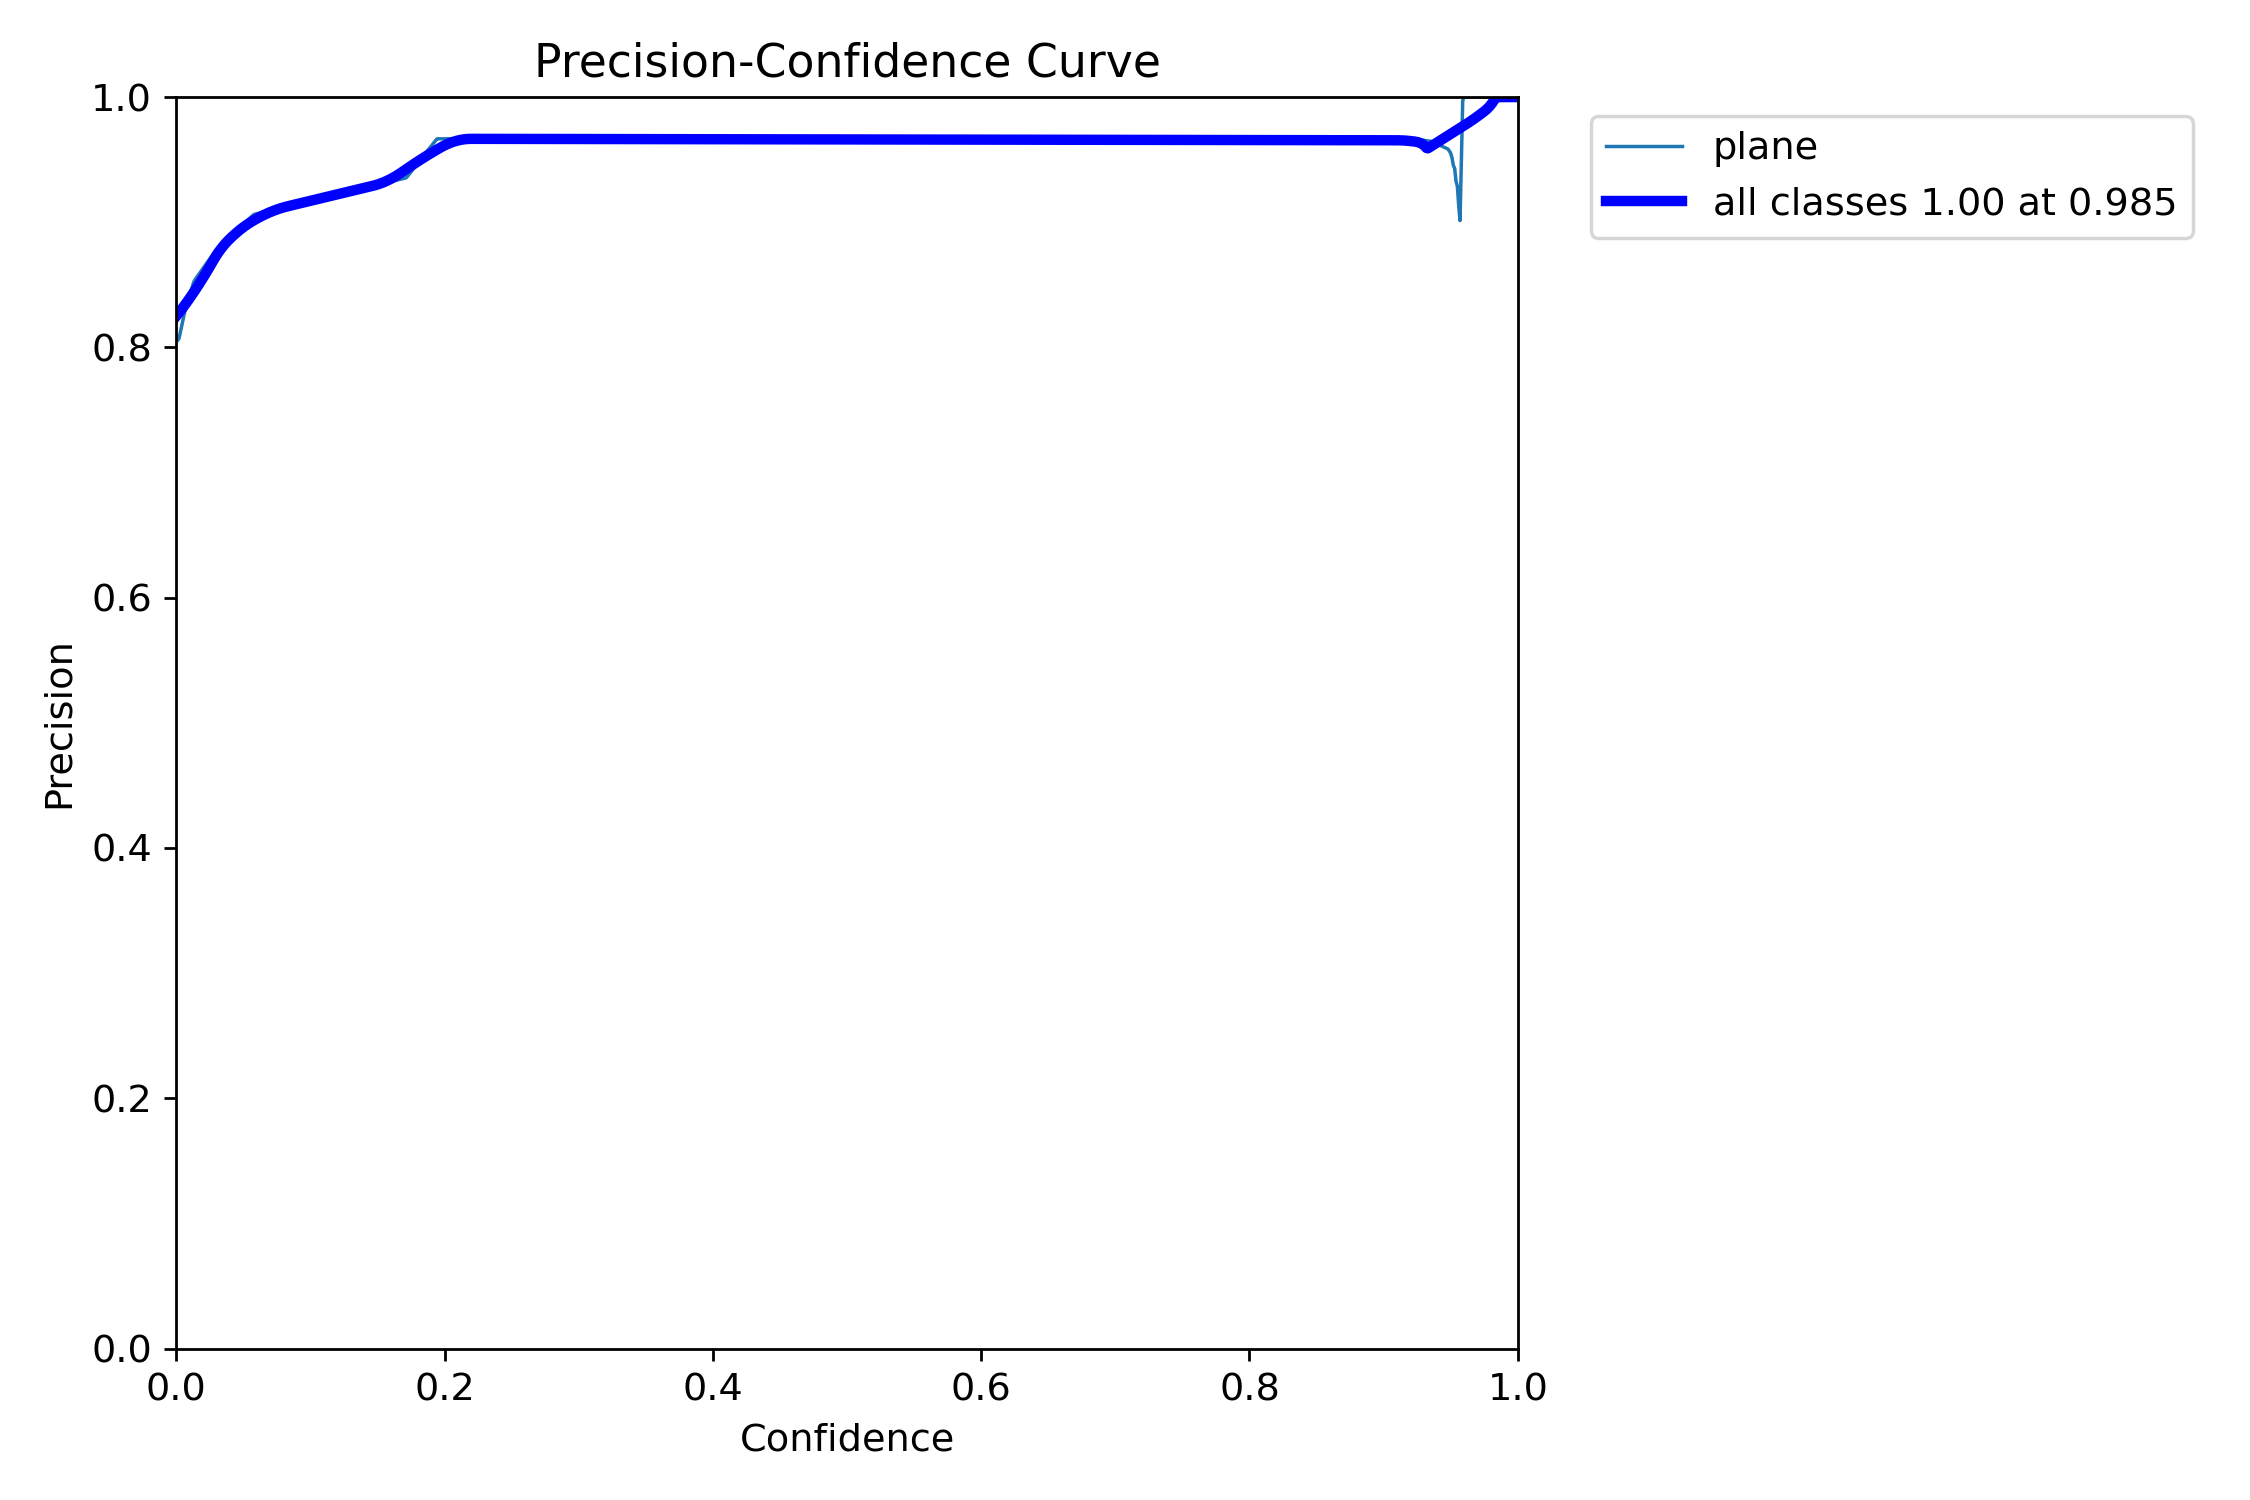 Precision-Confidence Curve
1.0
0.8
0.6
0.4
0.2
0.0
Precision
0.0 0.2 0.4 0.6 0.8 1.0
Confidence
plane
all classes 1.00 at 0.985